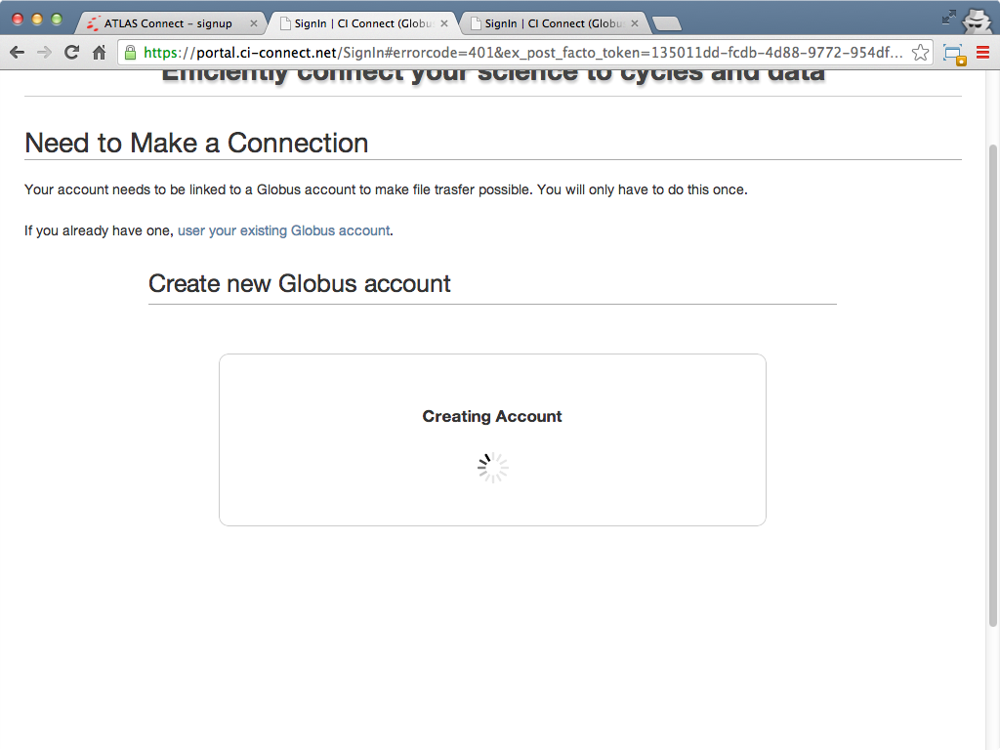 ATLAS Connect – signup
SignIn | CI Connect (Globu
SignIn | CI Connect (Globu
https://portal.ci-connect.net/SignIn#errorcode=401&ex_post_facto_token=135011dd-fcdb-4d88-9772-954df...
Efficiently connect your science to cycles and data
Need to Make a Connection
Your account needs to be linked to a Globus account to make file trasfer possible. You will only have to do this once.
If you already have one, user your existing Globus account.
Create new Globus account
Creating Account